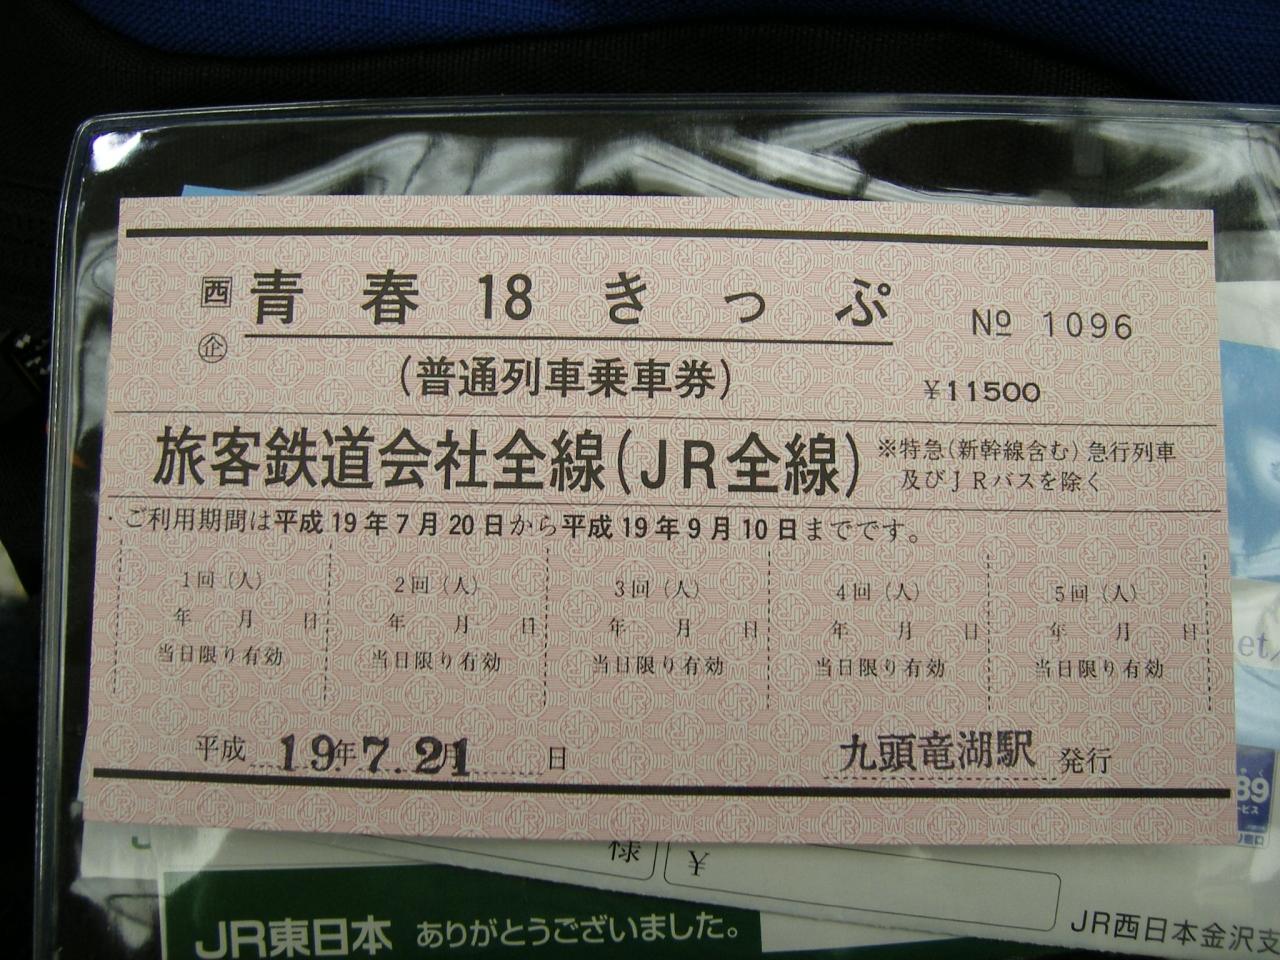 西 青春18きっぷ
企
№ 1096
(普通列車乗車券)
¥11500
旅客鉄道会社全線(JR全線)
※特急(新幹線含む)急行列車
及びJRバスを除く
・ご利用期間は平成19年7月20日から平成19年9月10日までです。
1回(人) 2回(人) 3回(人) 4回(人) 5回(人)
年 月 日 年 月 日 年 月 日 年 月 日 年 月 日
当日限り有効 当日限り有効 当日限り有効 当日限り有効 当日限り有効
平成 19年7.21日
九頭竜湖駅 発行
様
¥
JR東日本 ありがとうございました。
JR西日本金沢支
et
89